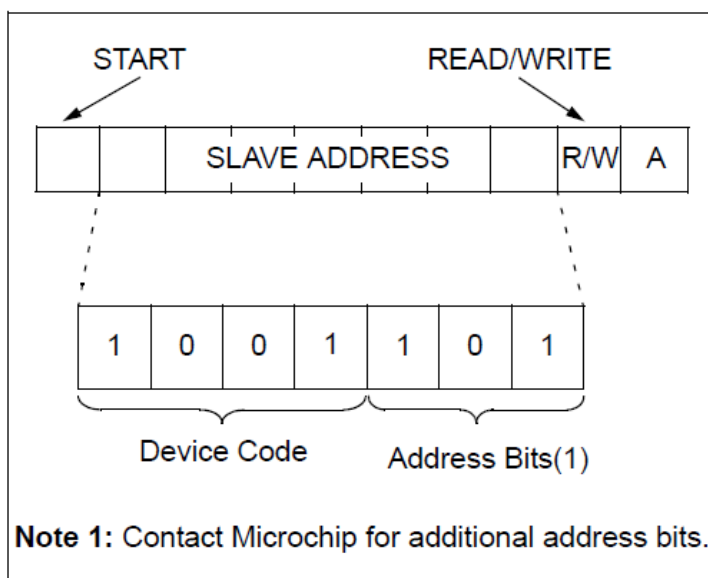 START READ/WRITE
SLAVE ADDRESS R/W A
1 0 0 1 1 0 1
Device Code Address Bits(1)
Note 1: Contact Microchip for additional address bits.